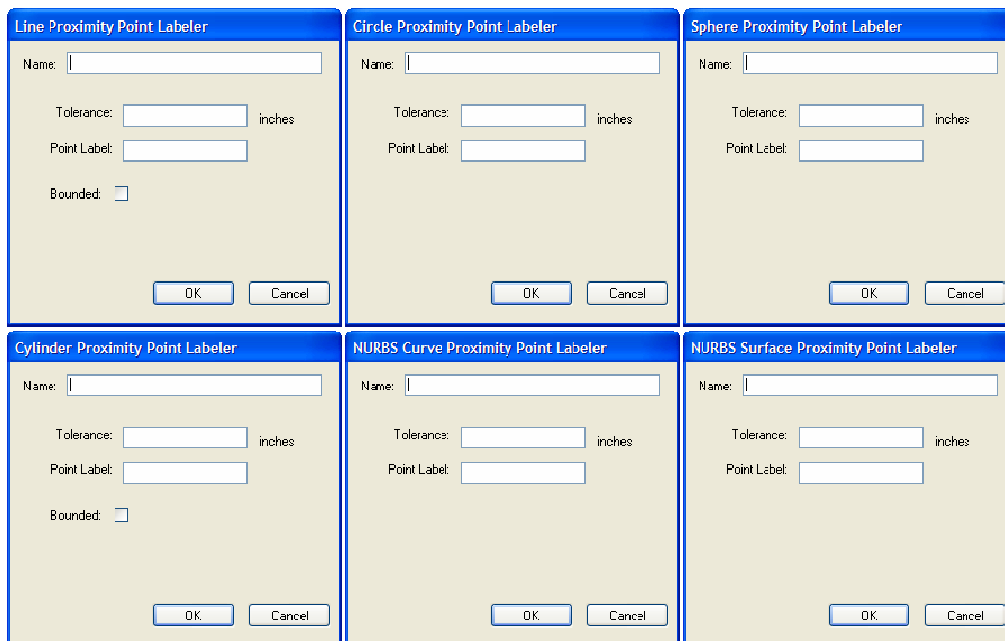 Line Proximity Point Labeler
Name:
Tolerance:
inches
Point Label:
Bounded:
OK
Cancel
Circle Proximity Point Labeler
Name:
Tolerance:
inches
Point Label:
OK
Cancel
Sphere Proximity Point Labeler
Name:
Tolerance:
inches
Point Label:
OK
Cancel
Cylinder Proximity Point Labeler
Name:
Tolerance:
inches
Point Label:
Bounded:
OK
Cancel
NURBS Curve Proximity Point Labeler
Name:
Tolerance:
inches
Point Label:
OK
Cancel
NURBS Surface Proximity Point Labeler
Name:
Tolerance:
inches
Point Label:
OK
Cancel